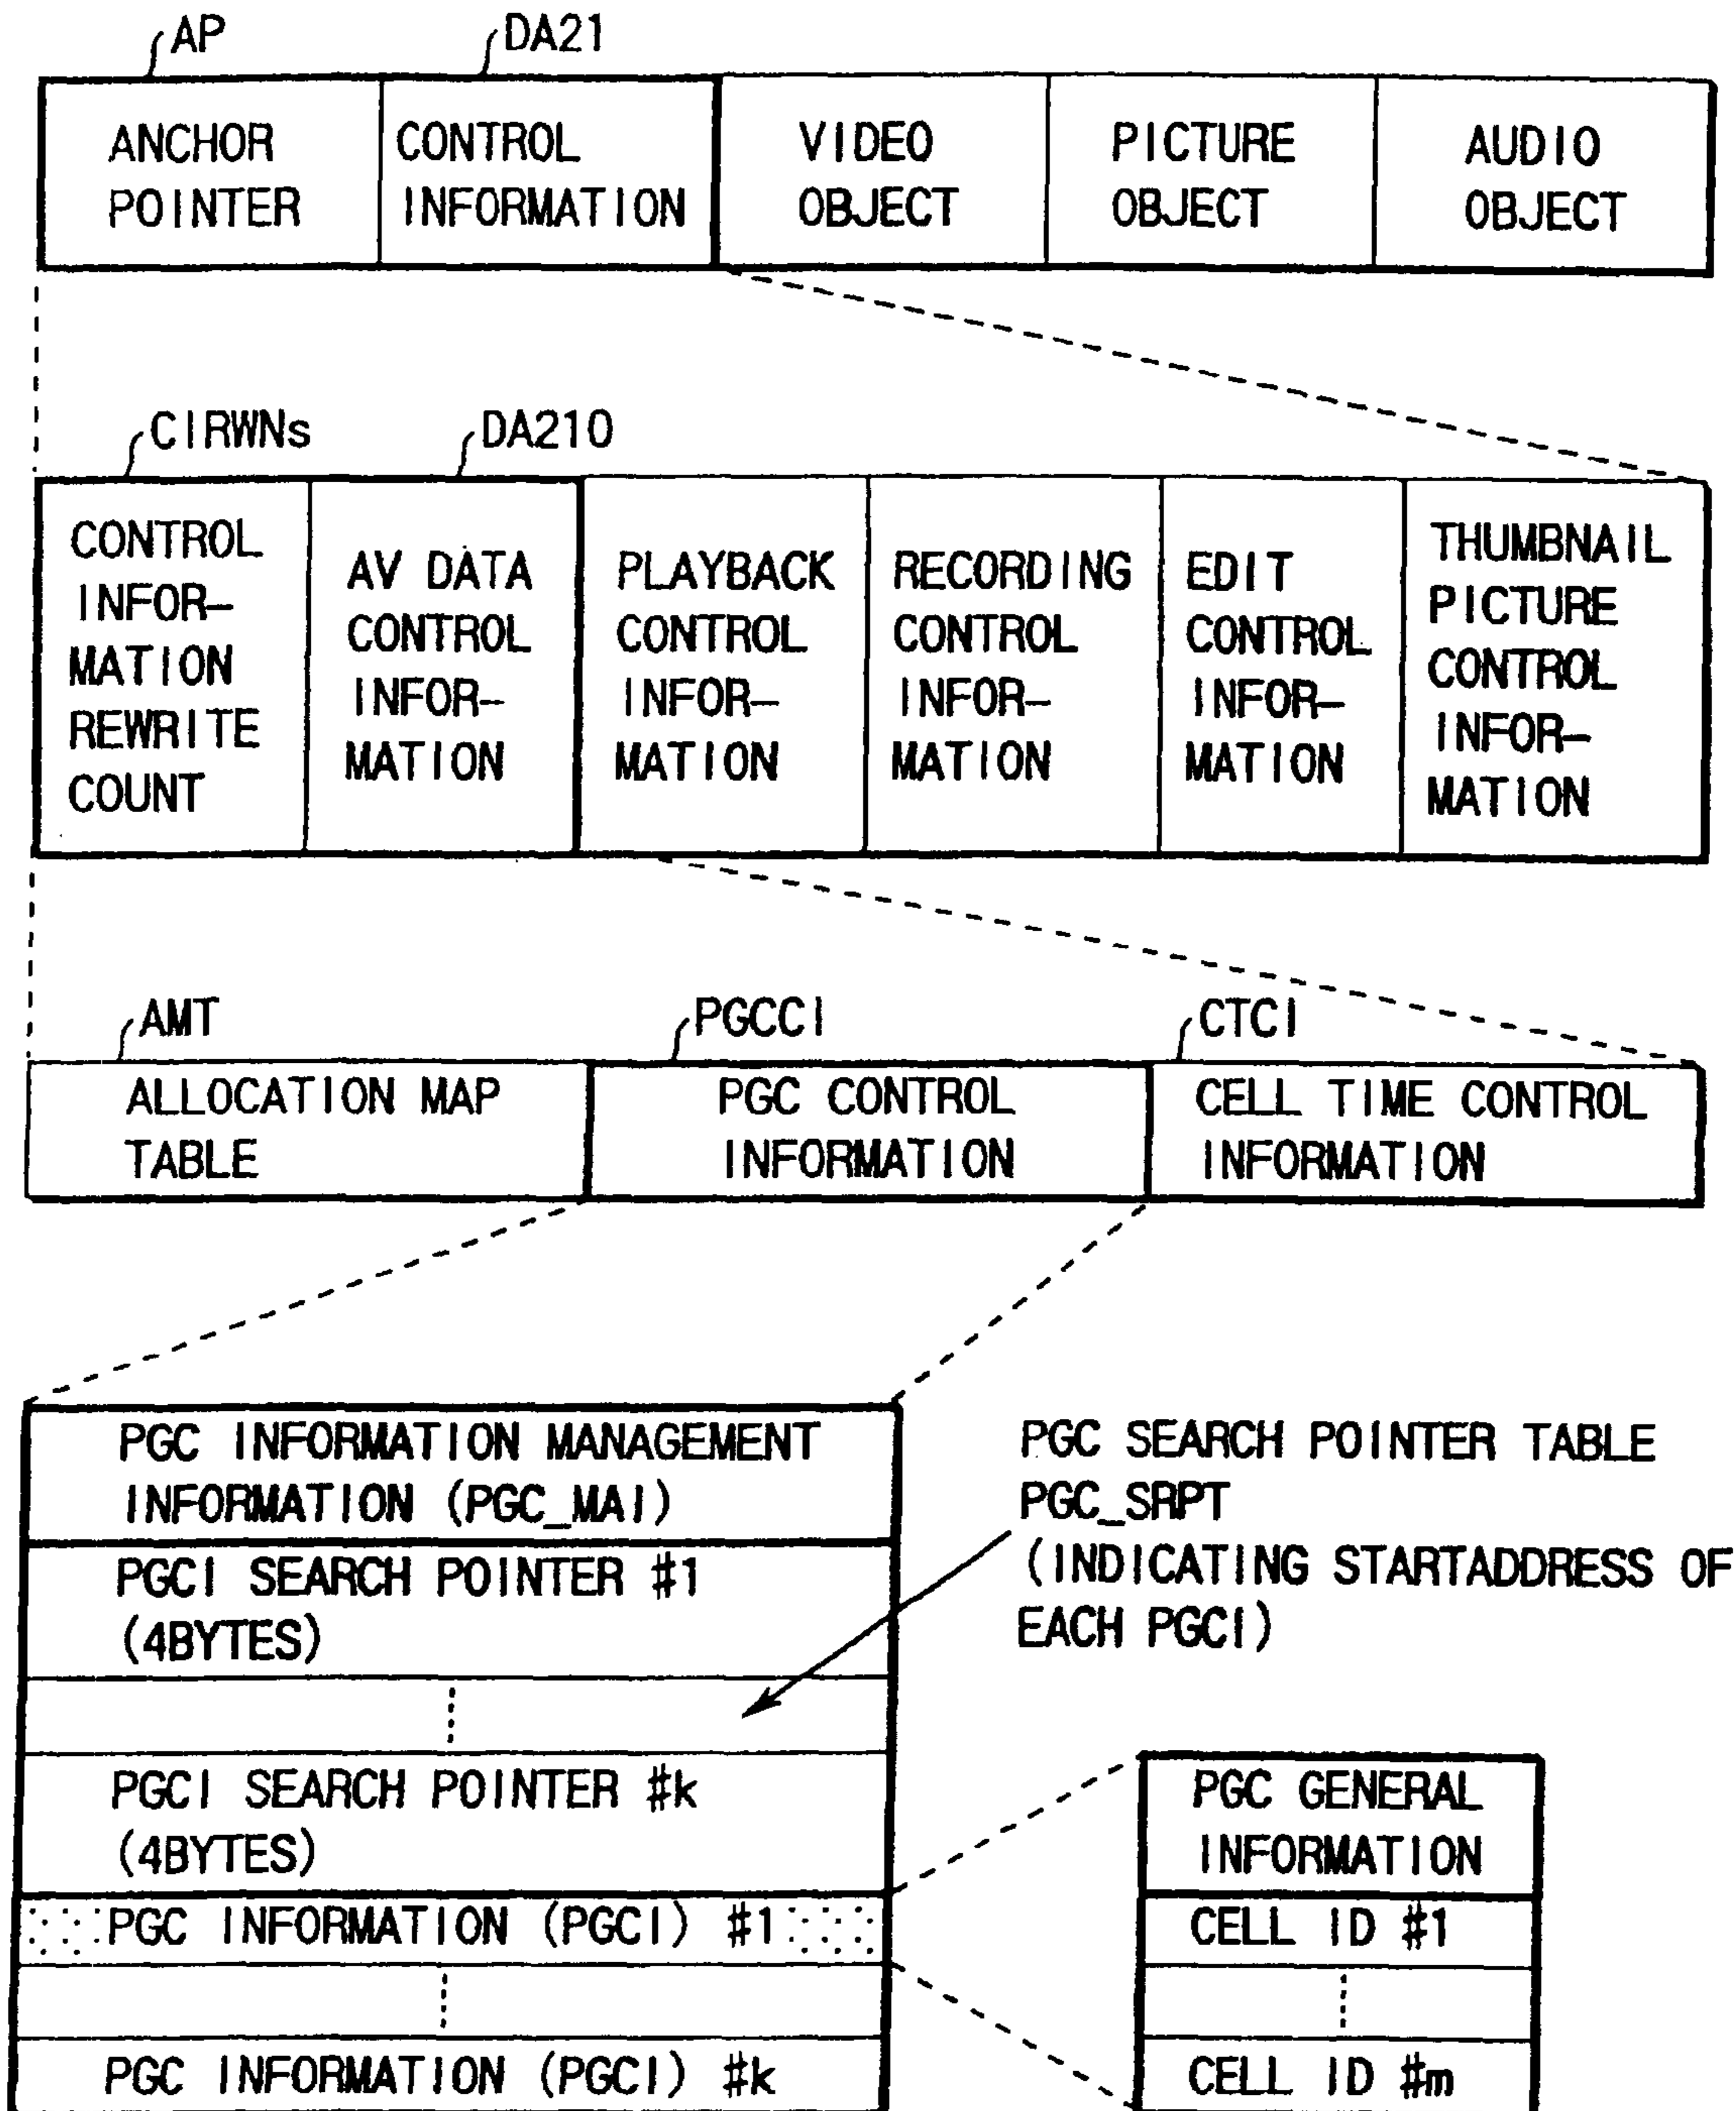 AP
DA21
ANCHOR
POINTER
CONTROL
INFORMATION
VIDEO
OBJECT
PICTURE
OBJECT
AUDIO
OBJECT
CIRWNs
DA210
CONTROL
INFOR-
MATION
REWRITE
COUNT
AV DATA
CONTROL
INFOR-
MATION
PLAYBACK
CONTROL
INFOR-
MATION
RECORDING
CONTROL
INFOR-
MATION
EDIT
CONTROL
INFOR-
MATION
THUMBNAIL
PICTURE
CONTROL
INFOR-
MATION
AMT
PGCCI
CTCI
ALLOCATION MAP
TABLE
PGC CONTROL
INFORMATION
CELL TIME CONTROL
INFORMATION
PGC INFORMATION MANAGEMENT
INFORMATION (PGC_MAI)
PGCI SEARCH POINTER #1
(4BYTES)
PGCI SEARCH POINTER #k
(4BYTES)
PGC INFORMATION (PGCI) #1
PGC INFORMATION (PGCI) #k
PGC SEARCH POINTER TABLE
PGC_SRPT
(INDICATING STARTADDRESS OF
EACH PGCI)
PGC GENERAL
INFORMATION
CELL ID #1
CELL ID #m